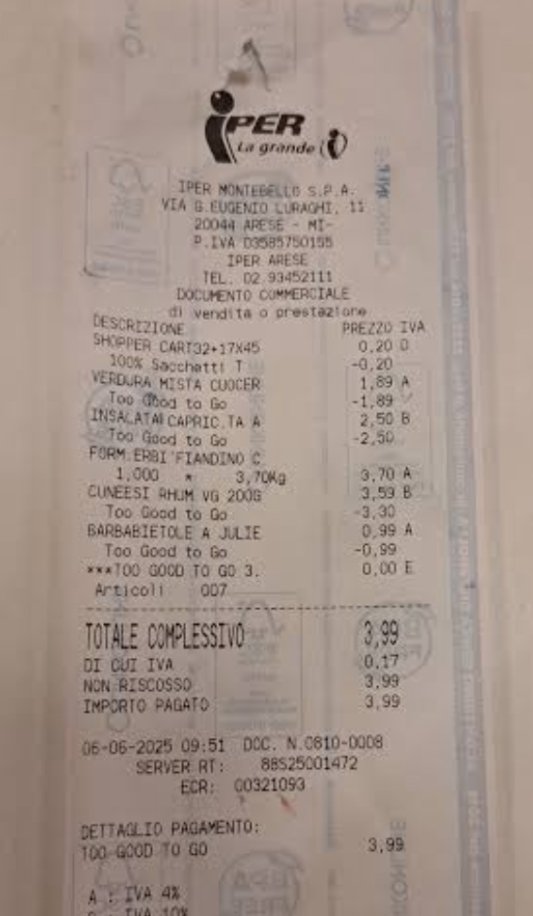 IPER
La grande i
IPER MONTEBELLO S.P.A.
VIA G.EUGENIO LURAGHI, 11
20044 ARESE - MI-
P.IVA 03585750155
IPER ARESE
TEL. 02 93452111
DOCUMENTO COMMERCIALE
di vendita o prestazione
DESCRIZIONE PREZZO IVA
SHOPPER CART32+17X45 0,20 D
100% Sacchetti T -0,20
VERDURA MISTA CUOCER 1,89 A
Too Good to Go -1,89
INSALATA CAPRIC.TA A 2,50 B
Too Good to Go -2,50
FORM.ERBI'FIANDINO C
1,000 * 3,70Kg 3,70 A
CUNEESI RHUM VG 200G 3,59 B
Too Good to Go -3,30
BARBABIETOLE A JULIE 0,99 A
Too Good to Go -0,99
***TOO GOOD TO GO 3. 0,00 E
Articoli 007
TOTALE COMPLESSIVO 3,99
DI CUI IVA 0,17
NON RISCOSSO 3,99
IMPORTO PAGATO 3,99
06-06-2025 09:51 DOC. N.0810-0008
SERVER RT: 88S25001472
ECR: 00321093
DETTAGLIO PAGAMENTO:
TOO GOOD TO GO 3,99
A : IVA 4%
B : IVA 10%